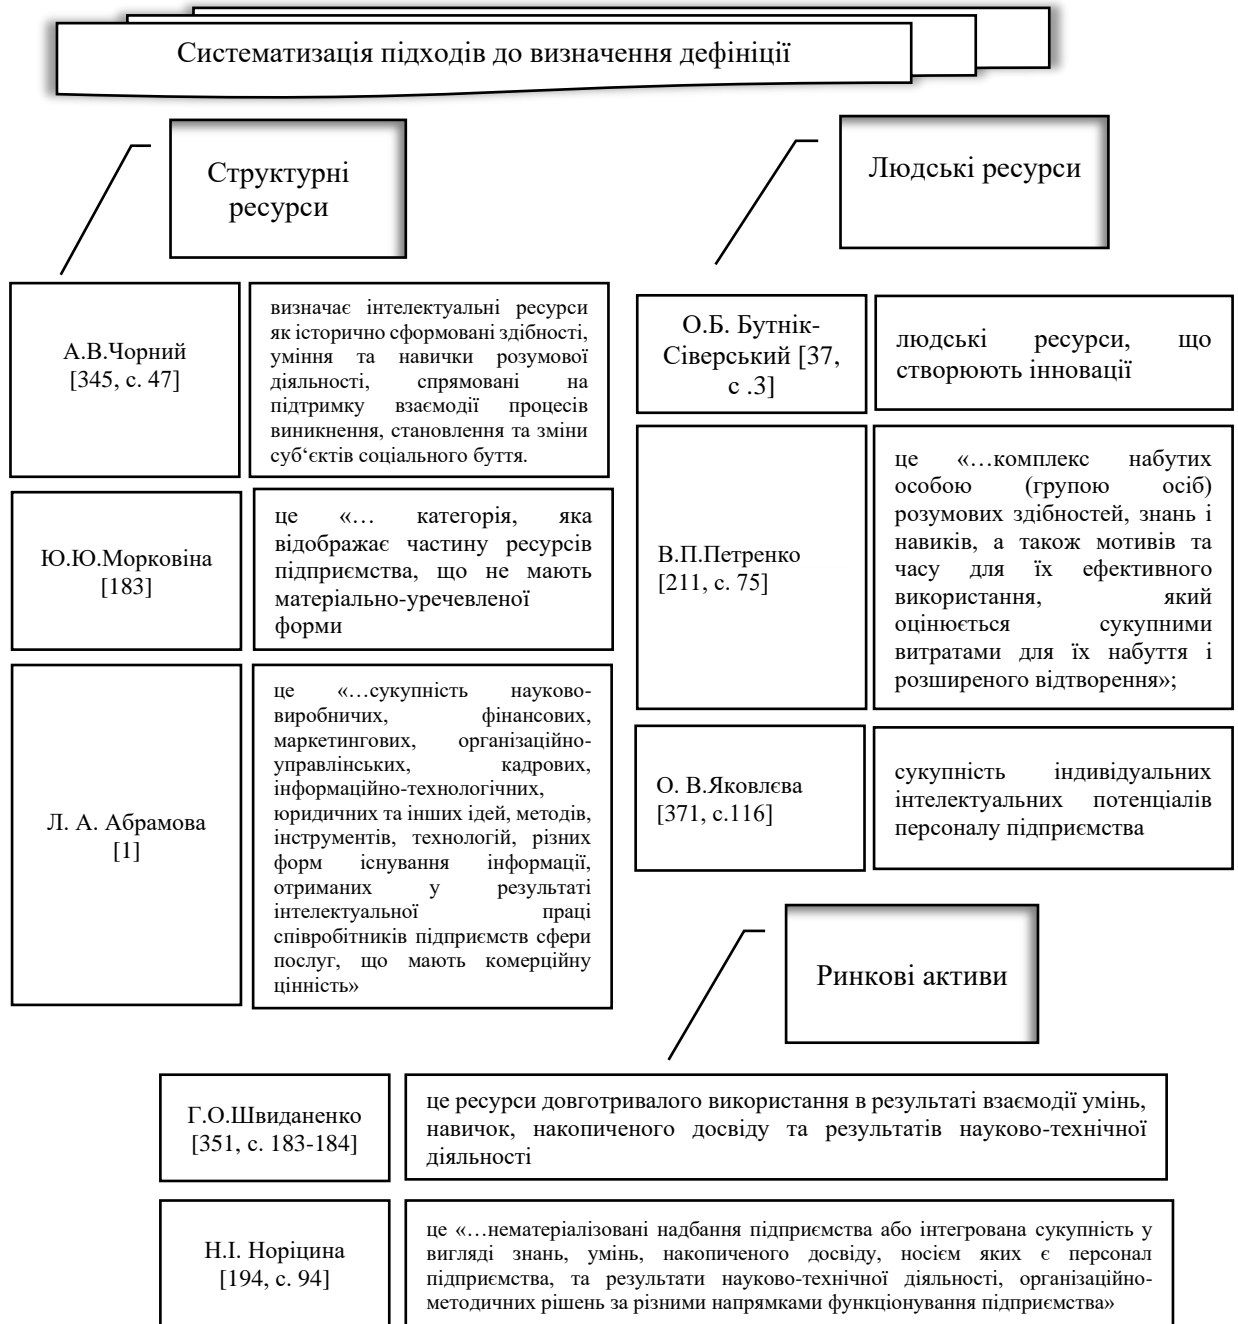 Систематизація підходів до визначення дефініції
Структурні
ресурси
А.В.Чорний
[345, с. 47]
визначає інтелектуальні ресурси
як історично сформовані здібності,
уміння та навички розумової
діяльності, спрямовані на
підтримку взаємодії процесів
виникнення, становлення та зміни
суб‘єктів соціального буття.
Ю.Ю.Морковіна
[183]
це «… категорія, яка
відображає частину ресурсів
підприємства, що не мають
матеріально-уречевленої
форми
Л. А. Абрамова
[1]
це «…сукупність науково-
виробничих, фінансових,
маркетингових, організаційно-
управлінських, кадрових,
інформаційно-технологічних,
юридичних та інших ідей, методів,
інструментів, технологій, різних
форм існування інформації,
отриманих у результаті
інтелектуальної праці
співробітників підприємств сфери
послуг, що мають комерційну
цінність»
Людські ресурси
О.Б. Бутнік-
Сіверський [37,
с .3]
людські ресурси, що
створюють інновації
В.П.Петренко
[211, с. 75]
це «…комплекс набутих
особою (групою осіб)
розумових здібностей, знань і
навиків, а також мотивів та
часу для їх ефективного
використання, який
оцінюється сукупними
витратами для їх набуття і
розширеного відтворення»;
О. В.Яковлєва
[371, с.116]
сукупність індивідуальних
інтелектуальних потенціалів
персоналу підприємства
Ринкові активи
Г.О.Швиданенко
[351, с. 183-184]
це ресурси довготривалого використання в результаті взаємодії умінь,
навичок, накопиченого досвіду та результатів науково-технічної
діяльності
Н.І. Норіцина
[194, с. 94]
це «…нематеріалізовані надбання підприємства або інтегрована сукупність у
вигляді знань, умінь, накопиченого досвіду, носієм яких є персонал
підприємства, та результати науково-технічної діяльності, організаційно-
методичних рішень за різними напрямками функціонування підприємства»